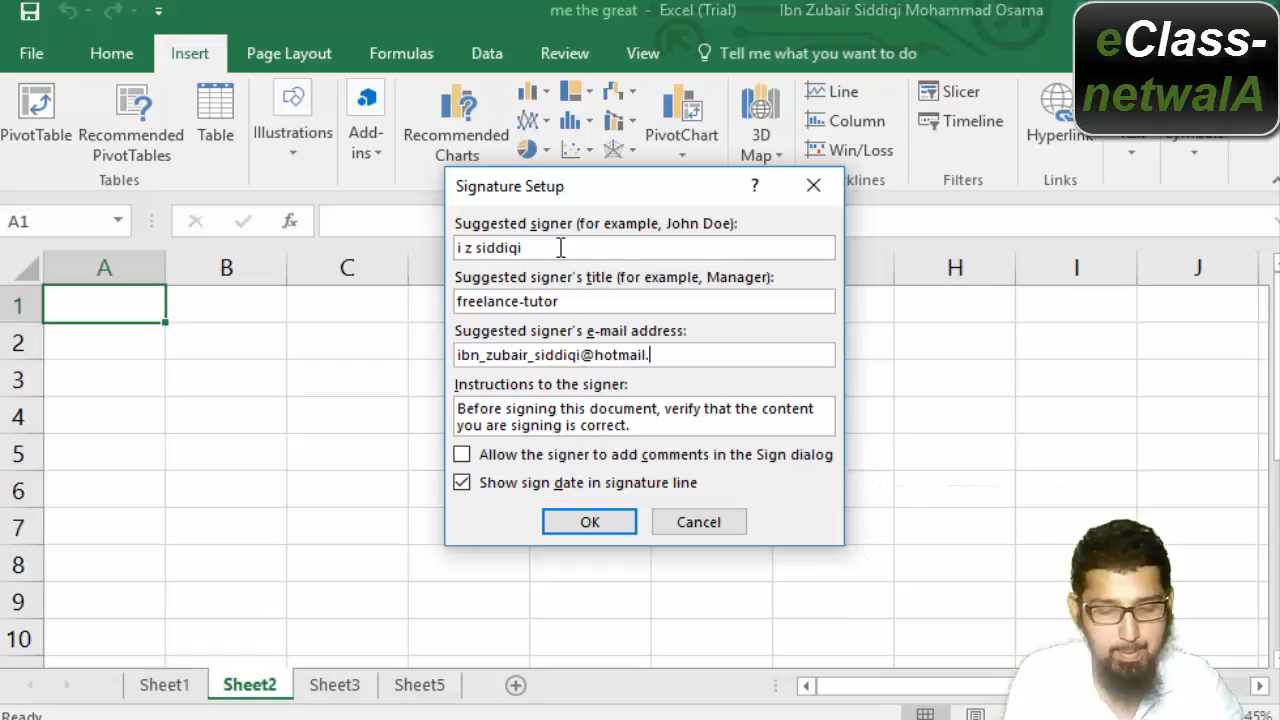 me the great - Excel (Trial) Ibn Zubair Siddiqi Mohammad Osama
eClass-
netwalA
File Home Insert Page Layout Formulas Data Review View Tell me what you want to do
PivotTable
Recommended
PivotTables
Table
Illustrations
Add-
ins
Recommended
Charts
PivotChart
3D
Map
Line
Column
Win/Loss
Slicer
Timeline
Hyperlink
Tables
Filters
Links
A1
fx
Signature Setup
?
Suggested signer (for example, John Doe):
i z siddiqi
Suggested signer's title (for example, Manager):
freelance-tutor
Suggested signer's e-mail address:
ibn_zubair_siddiqi@hotmail.
Instructions to the signer:
Before signing this document, verify that the content
you are signing is correct.
Allow the signer to add comments in the Sign dialog
Show sign date in signature line
OK Cancel
A B C H I J
1
2
3
4
5
6
7
8
9
10
Sheet1 Sheet2 Sheet3 Sheet5
Ready
45%